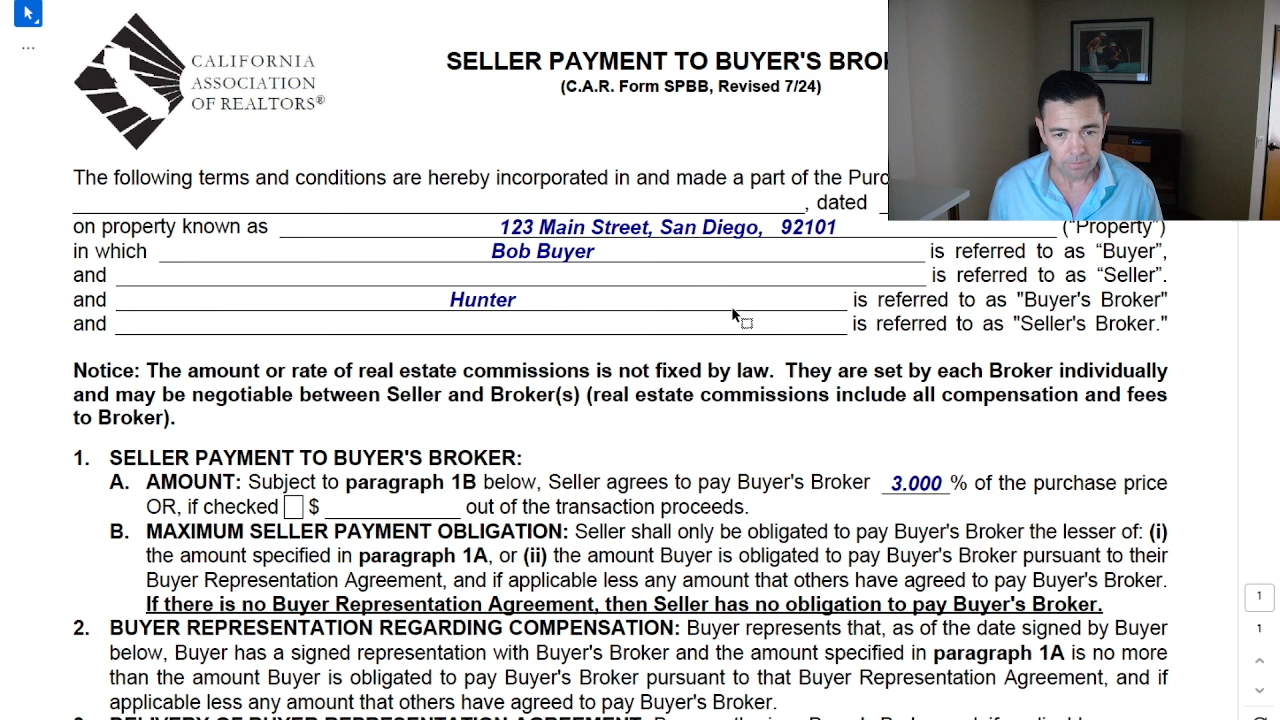 CALIFORNIA
ASSOCIATION
OF REALTORS®
SELLER PAYMENT TO BUYER'S
(C.A.R. Form SPBB, Revised 7/24)
The following terms and conditions are hereby incorporated in and made a part of the
, dated
on property known as 123 Main Street, San Diego, 92101 ("Property")
in which Bob Buyer is referred to as “Buyer”,
and is referred to as “Seller”.
and Hunter is referred to as "Buyer's Broker"
and is referred to as "Seller's Broker."
Notice: The amount or rate of real estate commissions is not fixed by law. They are set by each Broker individually
and may be negotiable between Seller and Broker(s) (real estate commissions include all compensation and fees
to Broker).
1. SELLER PAYMENT TO BUYER'S BROKER:
A. AMOUNT: Subject to paragraph 1B below, Seller agrees to pay Buyer's Broker 3.000 % of the purchase price
OR, if checked $ out of the transaction proceeds.
B. MAXIMUM SELLER PAYMENT OBLIGATION: Seller shall only be obligated to pay Buyer's Broker the lesser of: (i)
the amount specified in paragraph 1A, or (ii) the amount Buyer is obligated to pay Buyer's Broker pursuant to their
Buyer Representation Agreement, and if applicable less any amount that others have agreed to pay Buyer's Broker.
If there is no Buyer Representation Agreement, then Seller has no obligation to pay Buyer's Broker.
2. BUYER REPRESENTATION REGARDING COMPENSATION: Buyer represents that, as of the date signed by Buyer
below, Buyer has a signed representation with Buyer's Broker and the amount specified in paragraph 1A is no more
than the amount Buyer is obligated to pay Buyer's Broker pursuant to that Buyer Representation Agreement, and if
applicable less any amount that others have agreed to pay Buyer's Broker.
1
1